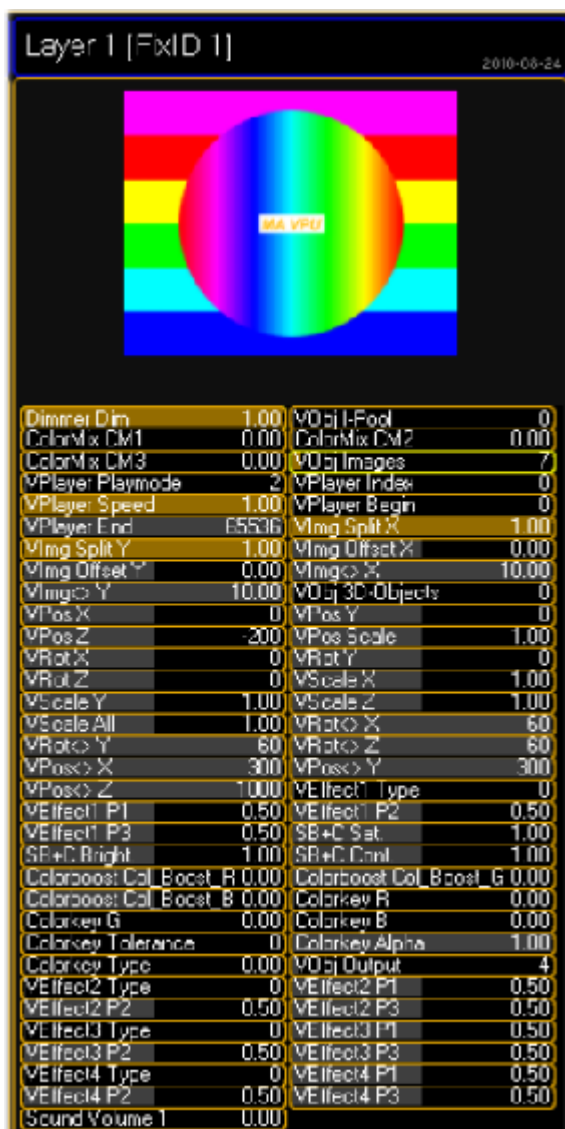 Layer 1 [FixID 1]
2010-08-24
MA VPU
Dimmer Dim 1.00 VObj I-Pool 0
ColorMix CM1 0.00 ColorMix CM2 0.00
ColorMix CM3 0.00 VObj Images 7
VPlayer Playmode 2 VPlayer Index 0
VPlayer Speed 1.00 VPlayer Begin 0
VPlayer End 65536 VImg Split X 1.00
VImg Split Y 1.00 VImg Offset X 0.00
VImg Offset Y 0.00 VImg<> X 10.00
VImg<> Y 10.00 VObj 3D-Objects 0
VPos X 0 VPos Y 0
VPos Z -200 VPos Scale 1.00
VRot X 0 VRot Y 0
VRot Z 0 VScale X 1.00
VScale Y 1.00 VScale Z 1.00
VScale All 1.00 VRot<> X 60
VRot<> Y 60 VRot<> Z 60
VPos<> X 300 VPos<> Y 300
VPos<> Z 1000 VEffect1 Type 0
VEffect1 P1 0.50 VEffect1 P2 0.50
VEffect1 P3 0.50 SB+C Sat. 1.00
SB+C Bright 1.00 SB+C Cont 1.00
Colorboost Col_Boost_R 0.00 Colorboost Col_Boost_G 0.00
Colorboost Col_Boost_B 0.00 Colorkey R 0.00
Colorkey G 0.00 Colorkey B 0.00
Colorkey Tolerance 0 Colorkey Alpha 1.00
Colorkey Type 0.00 VObj Output 4
VEffect2 Type 0 VEffect2 P1 0.50
VEffect2 P2 0.50 VEffect2 P3 0.50
VEffect3 Type 0 VEffect3 P1 0.50
VEffect3 P2 0.50 VEffect3 P3 0.50
VEffect4 Type 0 VEffect4 P1 0.50
VEffect4 P2 0.50 VEffect4 P3 0.50
Sound Volume 1 0.00